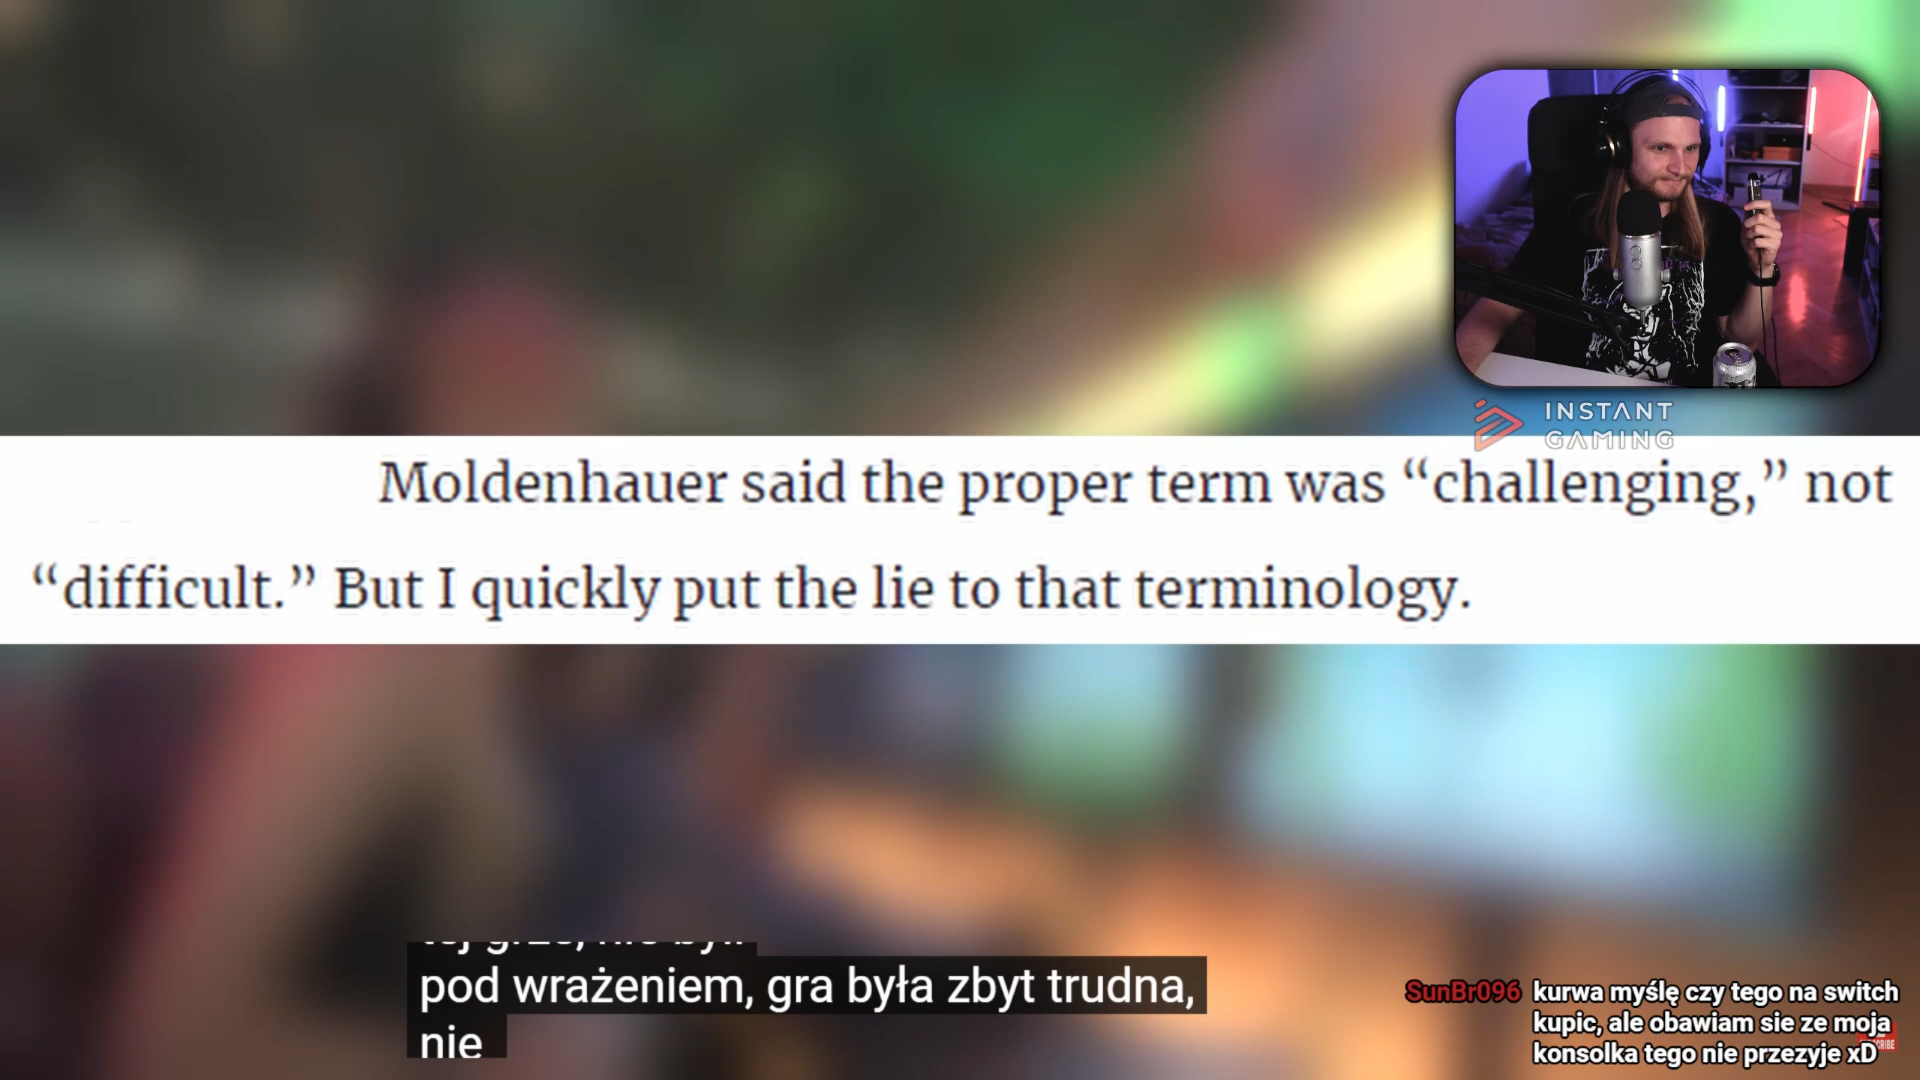 INSTANT
GAMING
Moldenhauer said the proper term was “challenging,” not
“difficult.” But I quickly put the lie to that terminology.
pod wrażeniem, gra była zbyt trudna,
nie
SunBr096 kurwa myślę czy tego na switch
kupic, ale obawiam sie ze moja
konsolka tego nie przezyje xD